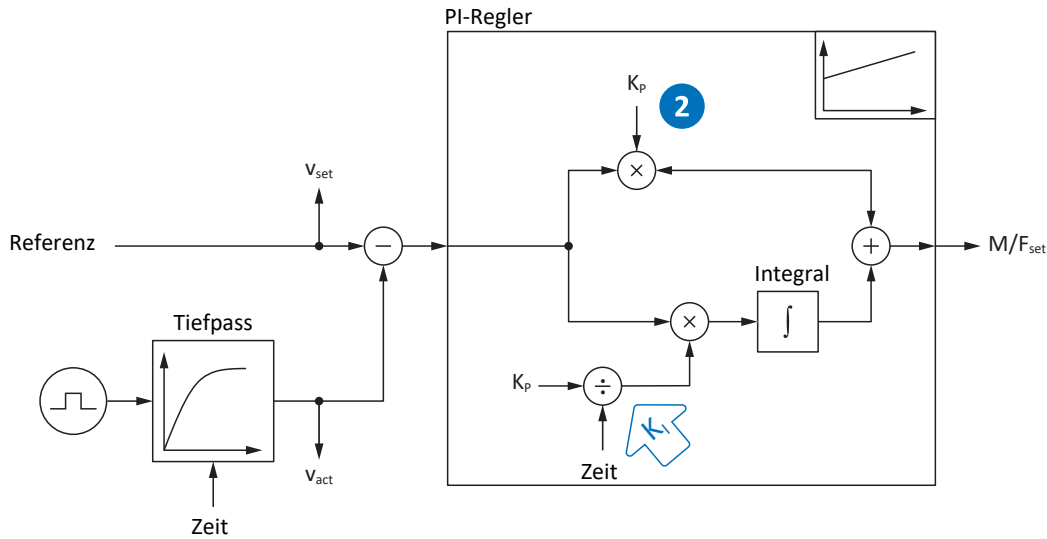 PI-Regler
K_P
2
v_set
Referenz
M/F_set
Integral
∫
Tiefpass
K_P
K_I
Zeit
v_act
Zeit